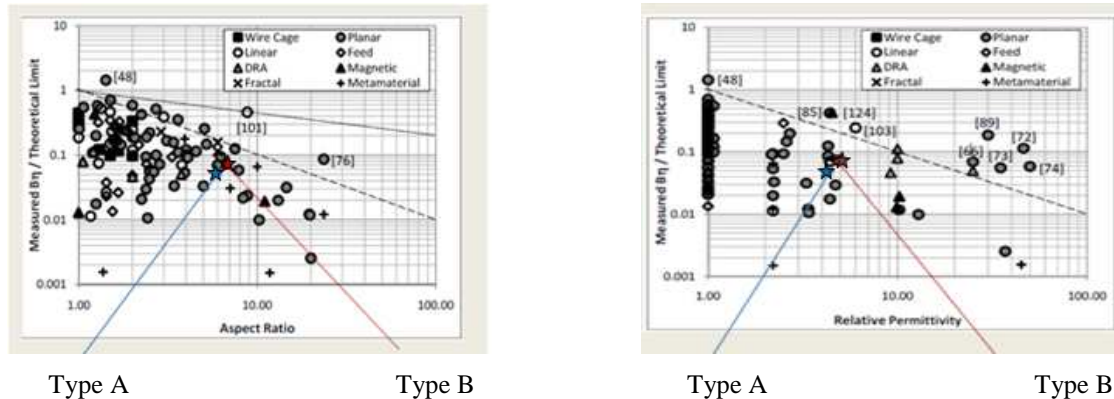 10
1
0.1
0.01
0.001
1.00
10.00
100.00
Measured Bη / Theoretical Limit
Aspect Ratio
Wire Cage
Planar
Linear
Feed
DRA
Magnetic
Fractal
Metamaterial
[48]
[101]
[76]
Type A
Type B
10
1
0.1
0.01
0.001
1.00
10.00
100.00
Measured Bη / Theoretical Limit
Relative Permittivity
Wire Cage
Planar
Linear
Feed
DRA
Magnetic
Fractal
Metamaterial
[48]
[85]
[124]
[103]
[89]
[72]
[66]
[73]
[74]
Type A
Type B